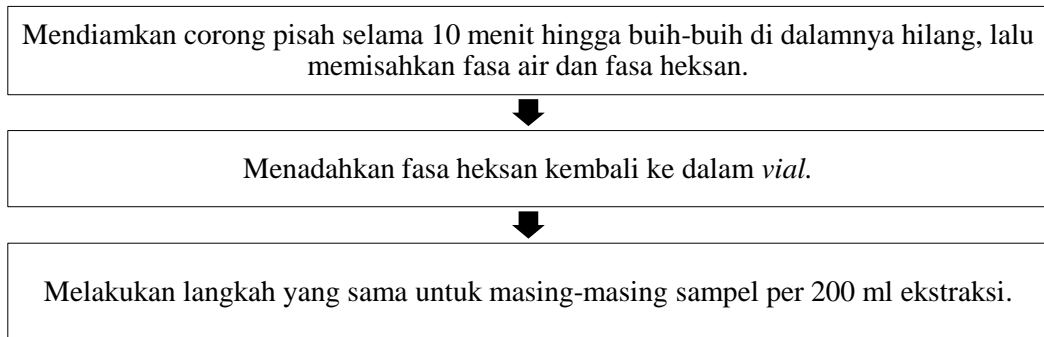 Mendiamkan corong pisah selama 10 menit hingga buih-buih di dalamnya hilang, lalu
memisahkan fasa air dan fasa heksan.
Menadahkan fasa heksan kembali ke dalam vial.
Melakukan langkah yang sama untuk masing-masing sampel per 200 ml ekstraksi.